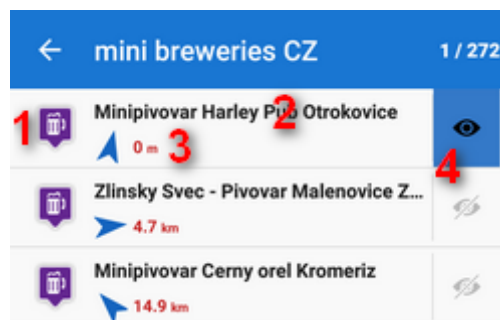 mini breweries CZ 1 / 272
1 Minipivovar Harley Pub Otrokovice 2
0 m 3
4
Zlinsky Svec - Pivovar Malenovice Z...
4.7 km
Minipivovar Cerny orel Kromeriz
14.9 km